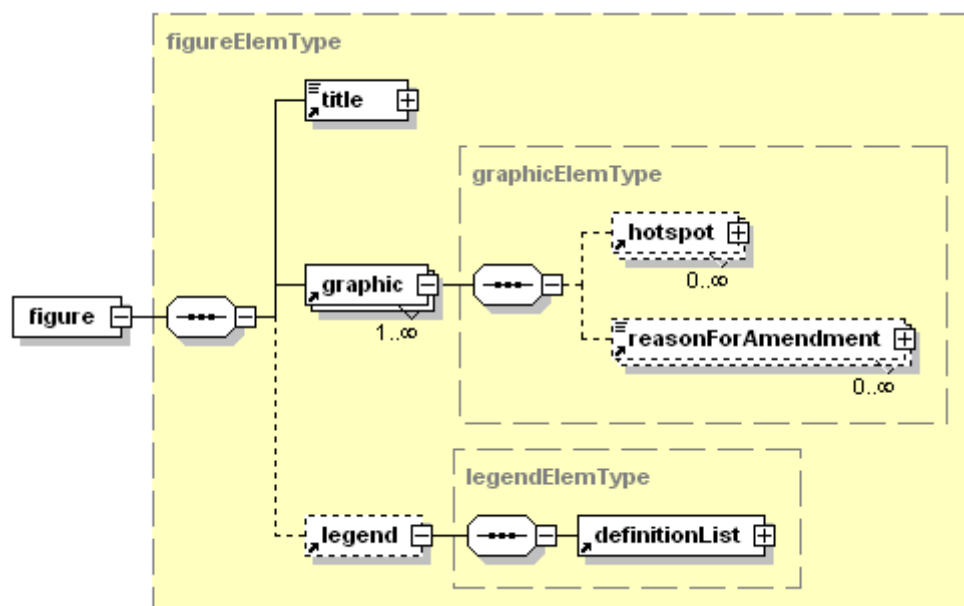 figureElemType
title
graphicElemType
hotspot
0..∞
graphic
1..∞
figure
reasonForAmendment
0..∞
legendElemType
legend
definitionList